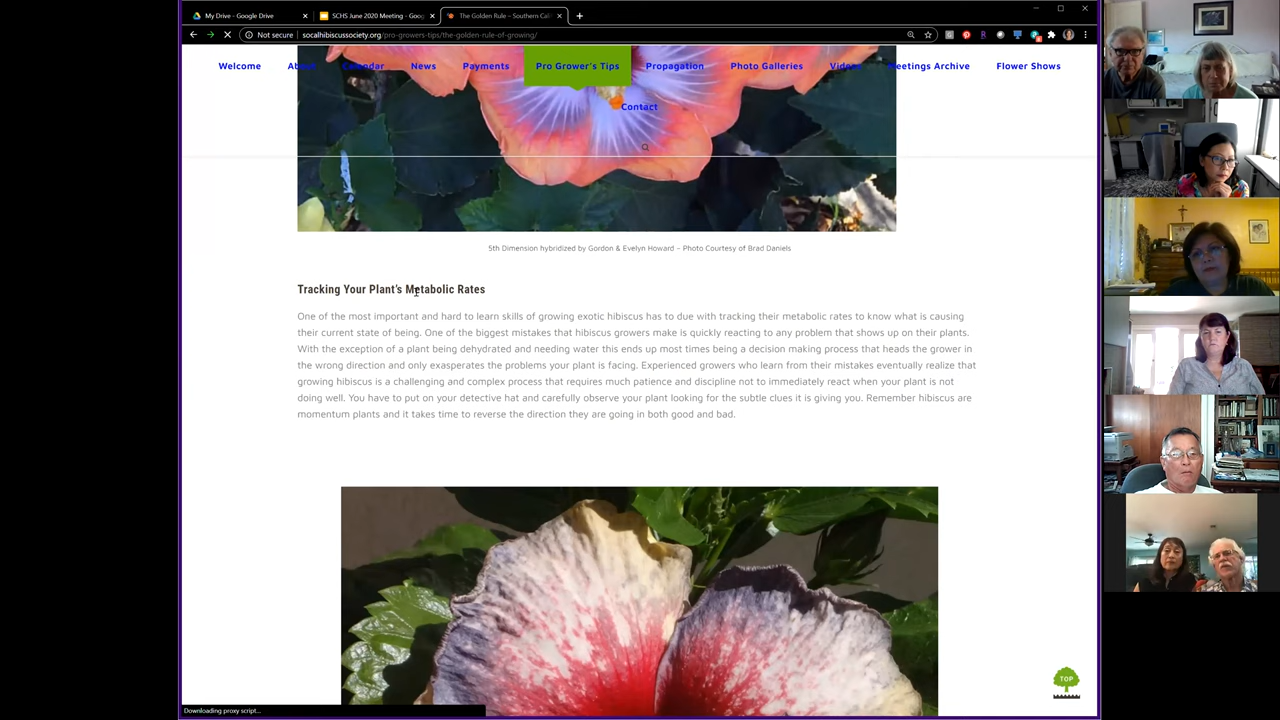 My Drive - Google Drive
SCHS June 2020 Meeting - Goog
The Golden Rule – Southern Cali
Not secure
socalhibiscussociety.org/pro-growers-tips/the-golden-rule-of-growing/
Welcome
About
Calendar
News
Payments
Pro Grower's Tips
Propagation
Photo Galleries
Videos
Meetings Archive
Flower Shows
Contact
5th Dimension hybridized by Gordon & Evelyn Howard – Photo Courtesy of Brad Daniels
Tracking Your Plant's Metabolic Rates
One of the most important and hard to learn skills of growing exotic hibiscus has to due with tracking their metabolic rates to know what is causing
their current state of being. One of the biggest mistakes that hibiscus growers make is quickly reacting to any problem that shows up on their plants.
With the exception of a plant being dehydrated and needing water this ends up most times being a decision making process that heads the grower in
the wrong direction and only exasperates the problems your plant is facing. Experienced growers who learn from their mistakes eventually realize that
growing hibiscus is a challenging and complex process that requires much patience and discipline not to immediately react when your plant is not
doing well. You have to put on your detective hat and carefully observe your plant looking for the subtle clues it is giving you. Remember hibiscus are
momentum plants and it takes time to reverse the direction they are going in both good and bad.
TOP
Downloading proxy script...